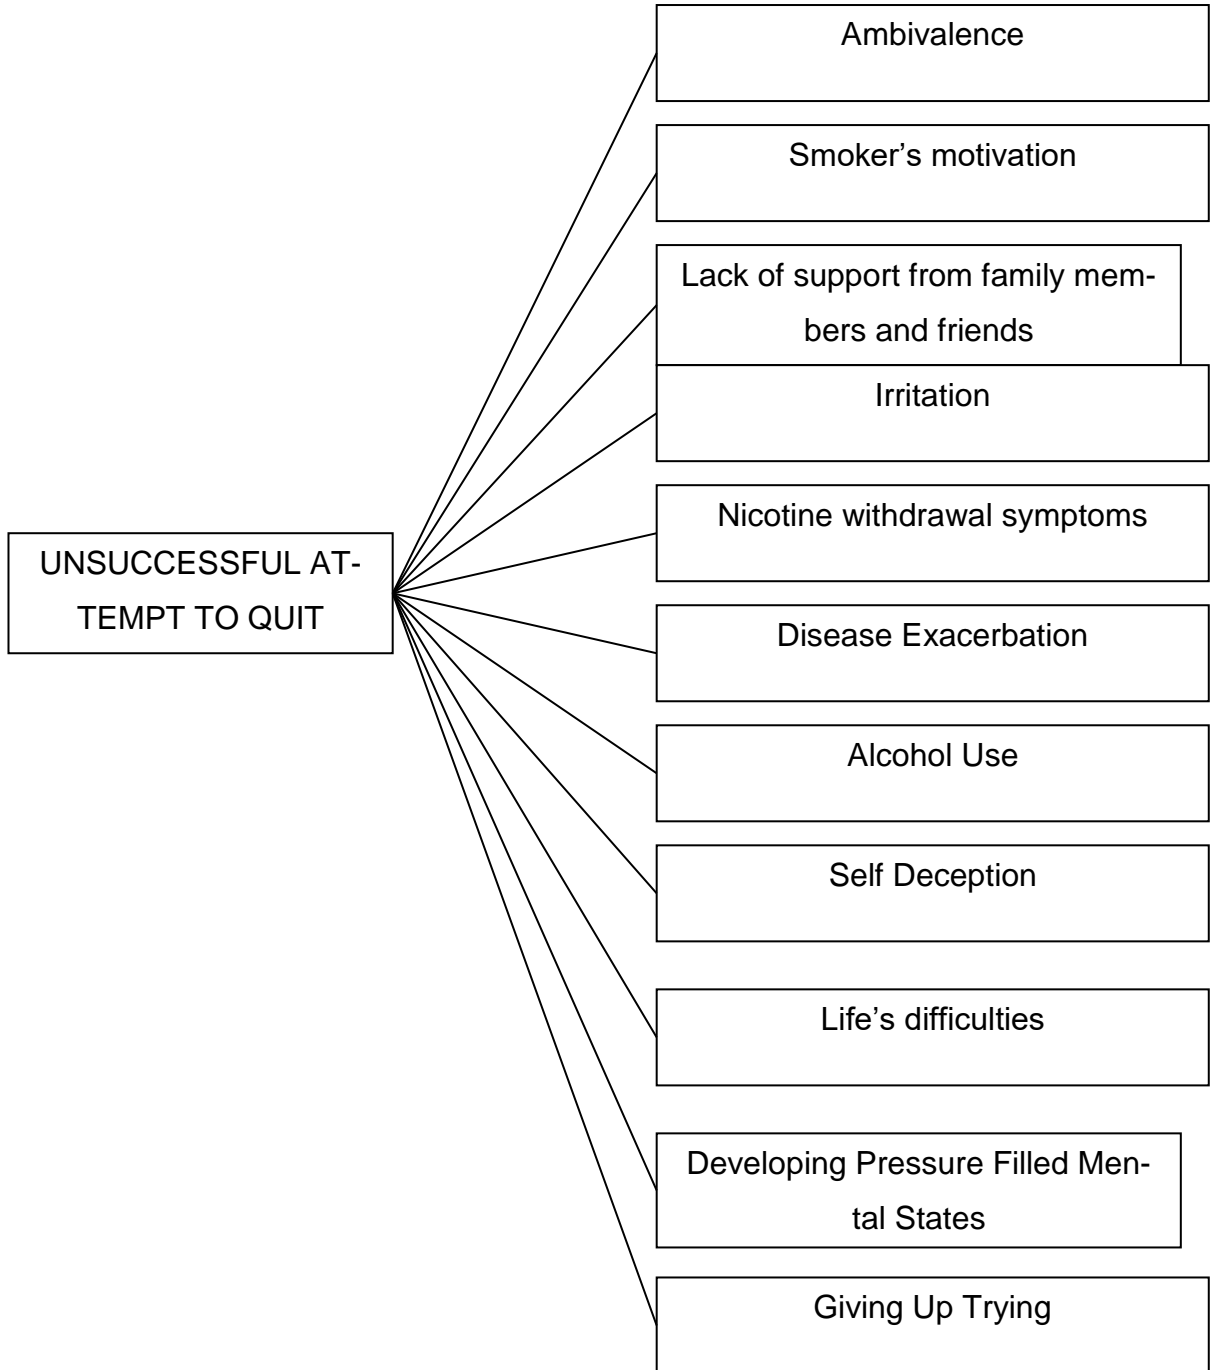 Ambivalence
Smoker’s motivation
Lack of support from family mem-
bers and friends
Irritation
Nicotine withdrawal symptoms
UNSUCCESSFUL AT-
TEMPT TO QUIT
Disease Exacerbation
Alcohol Use
Self Deception
Life’s difficulties
Developing Pressure Filled Men-
tal States
Giving Up Trying